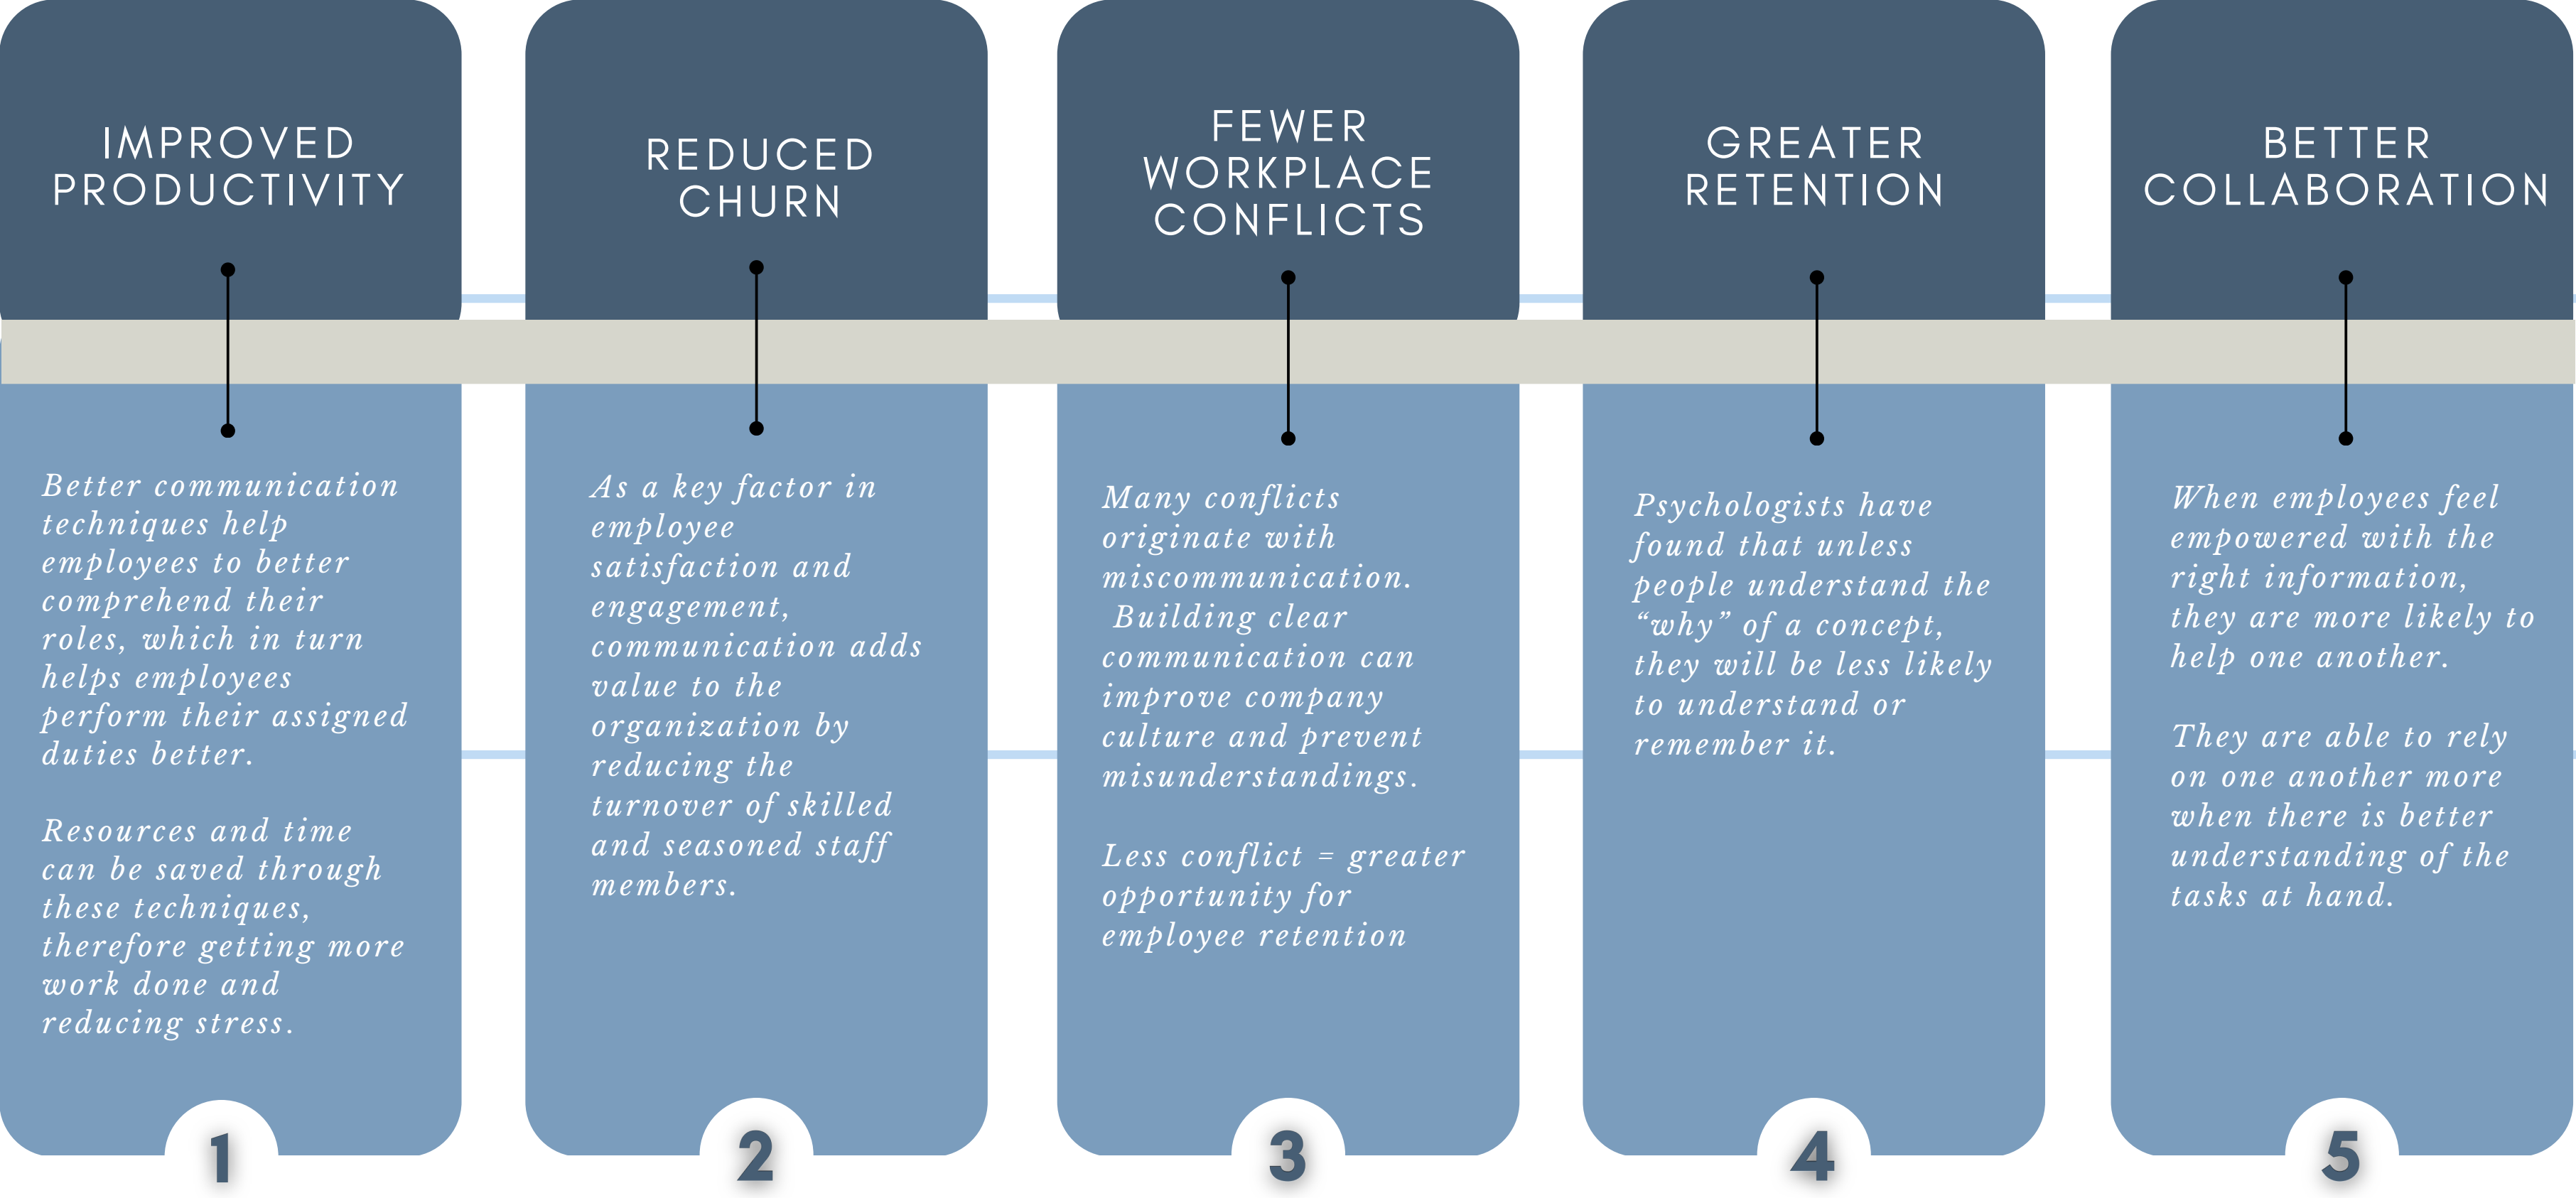 IMPROVED
PRODUCTIVITY
Better communication
techniques help
employees to better
comprehend their
roles, which in turn
helps employees
perform their assigned
duties better.
Resources and time
can be saved through
these techniques,
therefore getting more
work done and
reducing stress.
1
REDUCED
CHURN
As a key factor in
employee
satisfaction and
engagement,
communication adds
value to the
organization by
reducing the
turnover of skilled
and seasoned staff
members.
2
FEWER
WORKPLACE
CONFLICTS
Many conflicts
originate with
miscommunication.
Building clear
communication can
improve company
culture and prevent
misunderstandings.
Less conflict = greater
opportunity for
employee retention
3
GREATER
RETENTION
Psychologists have
found that unless
people understand the
“why” of a concept,
they will be less likely
to understand or
remember it.
4
BETTER
COLLABORATION
When employees feel
empowered with the
right information,
they are more likely to
help one another.
They are able to rely
on one another more
when there is better
understanding of the
tasks at hand.
5